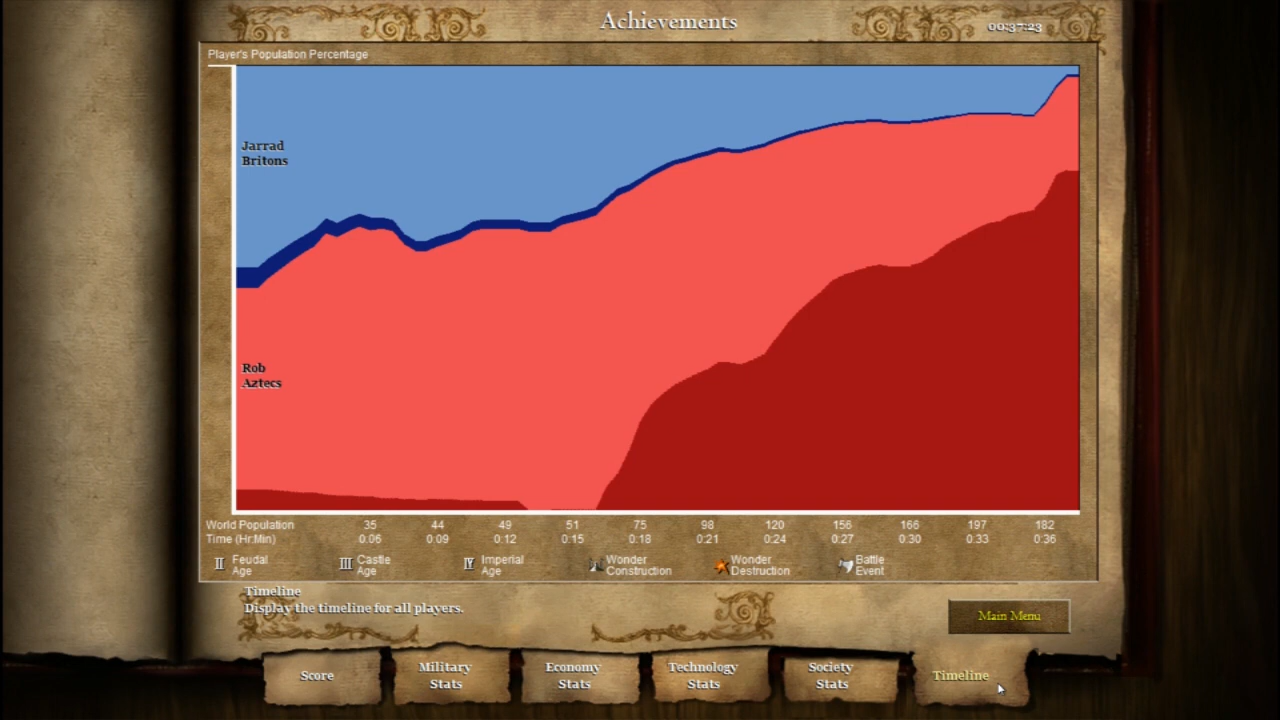 Achievements
00:37:23
Player's Population Percentage
Jarrad
Britons
Rob
Aztecs
World Population 35 44 49 51 75 98 120 156 166 197 182
Time (Hr:Min) 0:06 0:09 0:12 0:15 0:18 0:21 0:24 0:27 0:30 0:33 0:36
II Feudal Age
III Castle Age
IV Imperial Age
Wonder Construction
Wonder Destruction
Battle Event
Timeline
Display the timeline for all players.
Main Menu
Score
Military Stats
Economy Stats
Technology Stats
Society Stats
Timeline